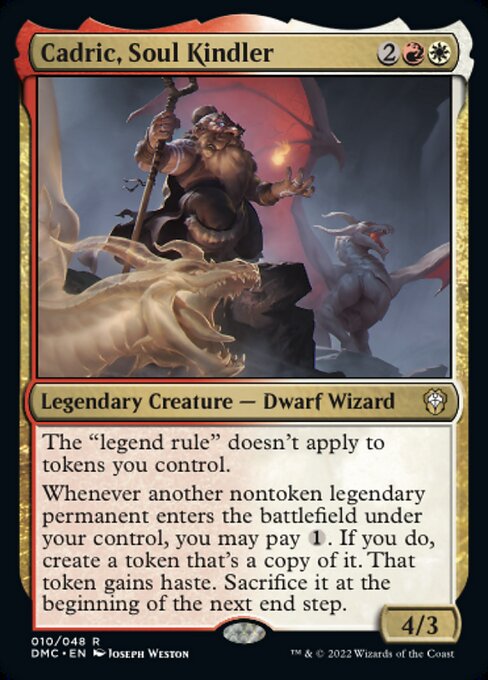 Cadric, Soul Kindler 2
Legendary Creature — Dwarf Wizard
The “legend rule” doesn’t apply to
tokens you control.
Whenever another nontoken legendary
permanent enters the battlefield under
your control, you may pay 1. If you do,
create a token that’s a copy of it. That
token gains haste. Sacrifice it at the
beginning of the next end step.
4/3
010/048 R
DMC • EN Joseph Weston
™ & © 2022 Wizards of the Coast